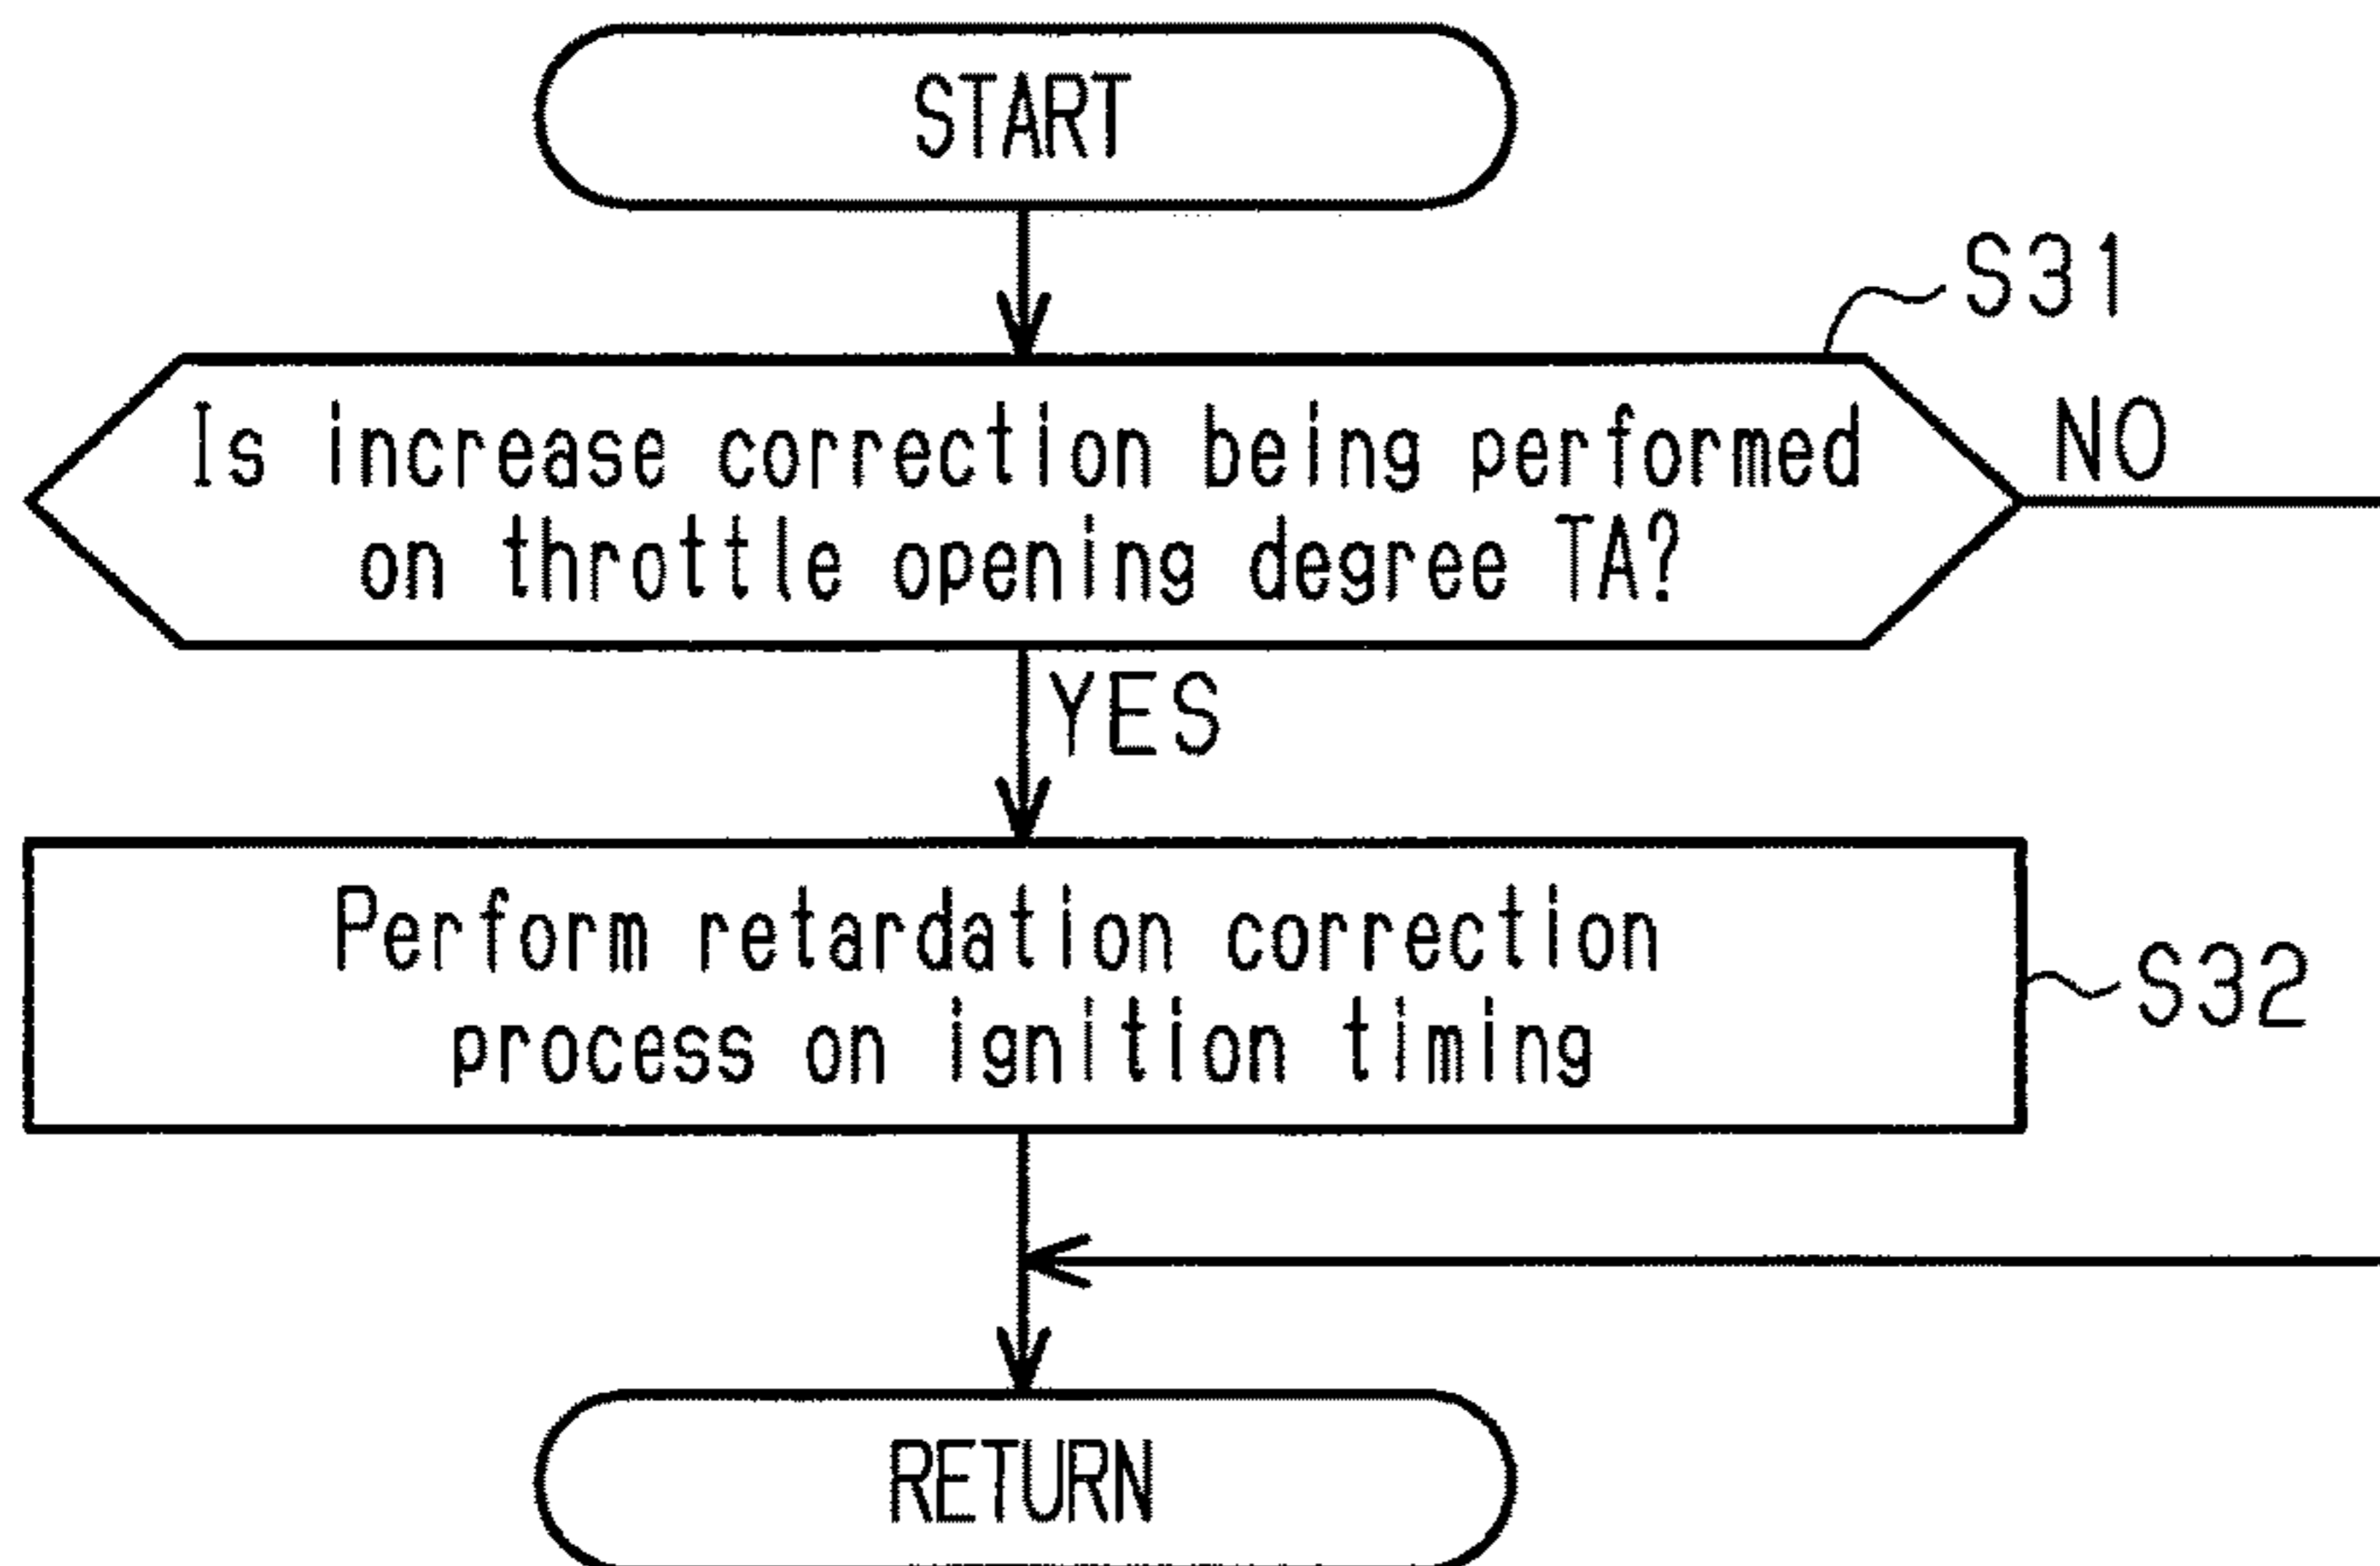 START
S31
Is increase correction being performed
on throttle opening degree TA?
NO
YES
Perform retardation correction
process on ignition timing
S32
RETURN